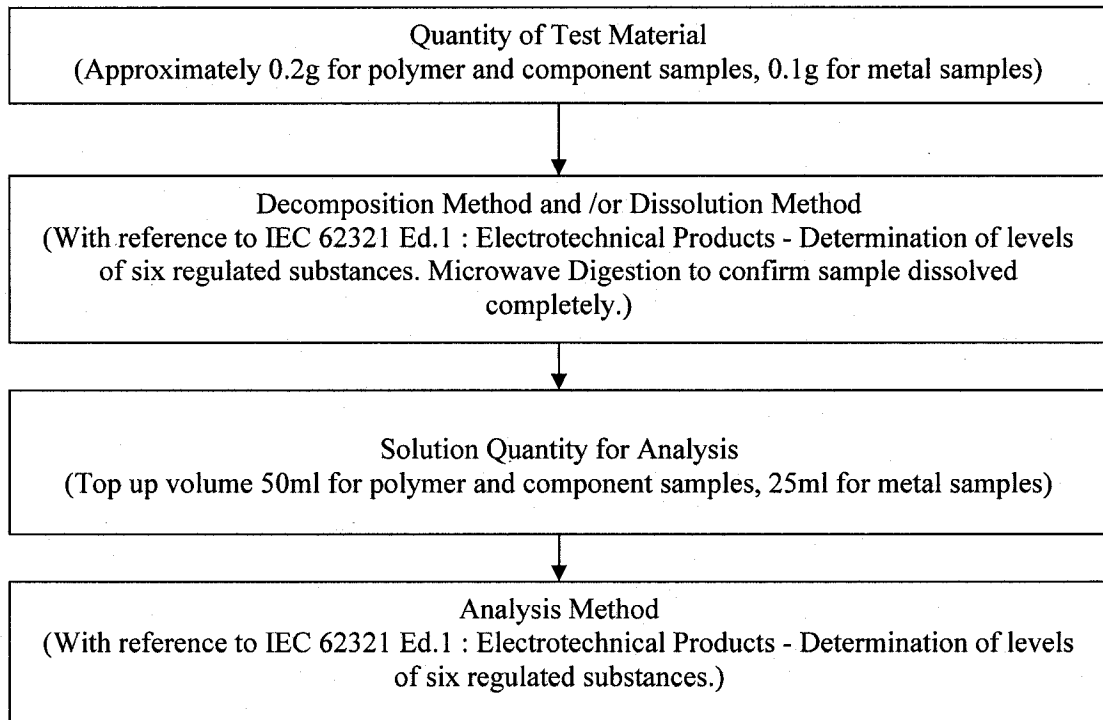 Quantity of Test Material
(Approximately 0.2g for polymer and component samples, 0.1g for metal samples)
Decomposition Method and /or Dissolution Method
(With reference to IEC 62321 Ed.1 : Electrotechnical Products - Determination of levels
of six regulated substances. Microwave Digestion to confirm sample dissolved
completely.)
Solution Quantity for Analysis
(Top up volume 50ml for polymer and component samples, 25ml for metal samples)
Analysis Method
(With reference to IEC 62321 Ed.1 : Electrotechnical Products - Determination of levels
of six regulated substances.)